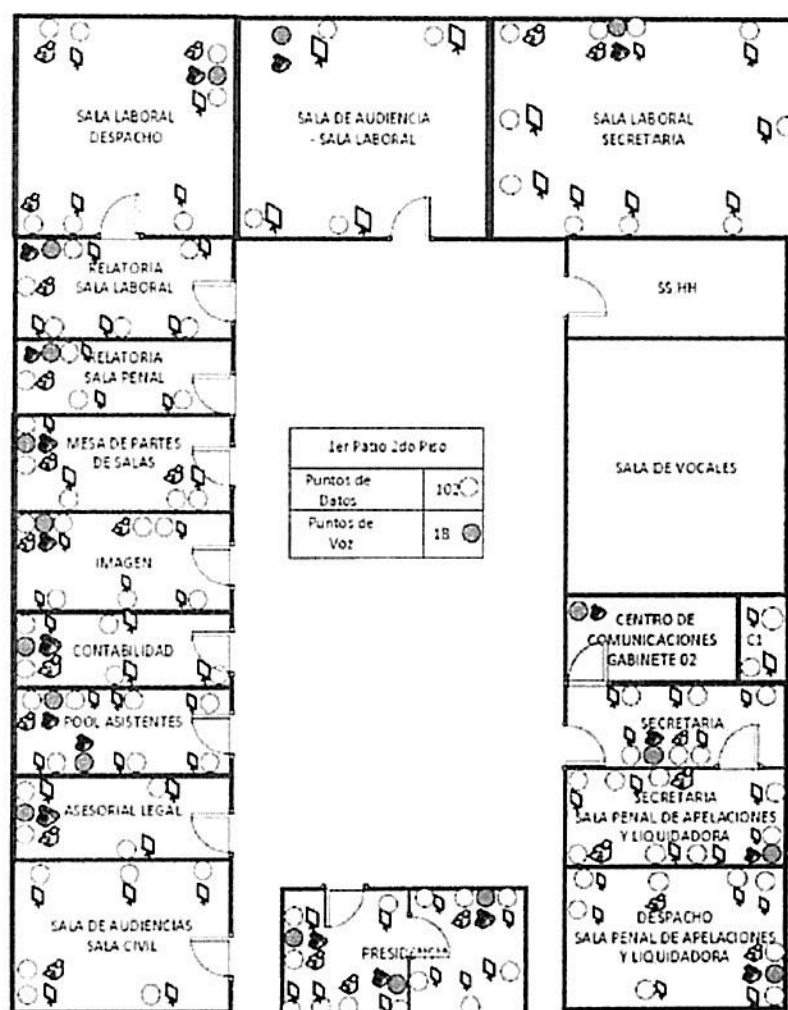 SALA LABORAL
DESPACHO
SALA DE AUDIENCIA
- SALA LABORAL
SALA LABORAL
SECRETARIA
RELATORIA
SALA LABORAL
SS HH
RELATORIA
SALA PENAL
MESA DE PARTES
DE SALAS
1er Patio 2do Piso
Puntos de
Datos
102
Puntos de
Voz
18
SALA DE VOCALES
IMAGEN
CONTABILIDAD
CENTRO DE
COMUNICACIONES
GABINETE 02
C1
POOL ASISTENTES
SECRETARIA
ASESORIAL LEGAL
SECRETARIA
SALA PENAL DE APELACIONES
Y LIQUIDADORA
SALA DE AUDIENCIAS
SALA CIVIL
PRESIDENCIA
DESPACHO
SALA PENAL DE APELACIONES
Y LIQUIDADORA